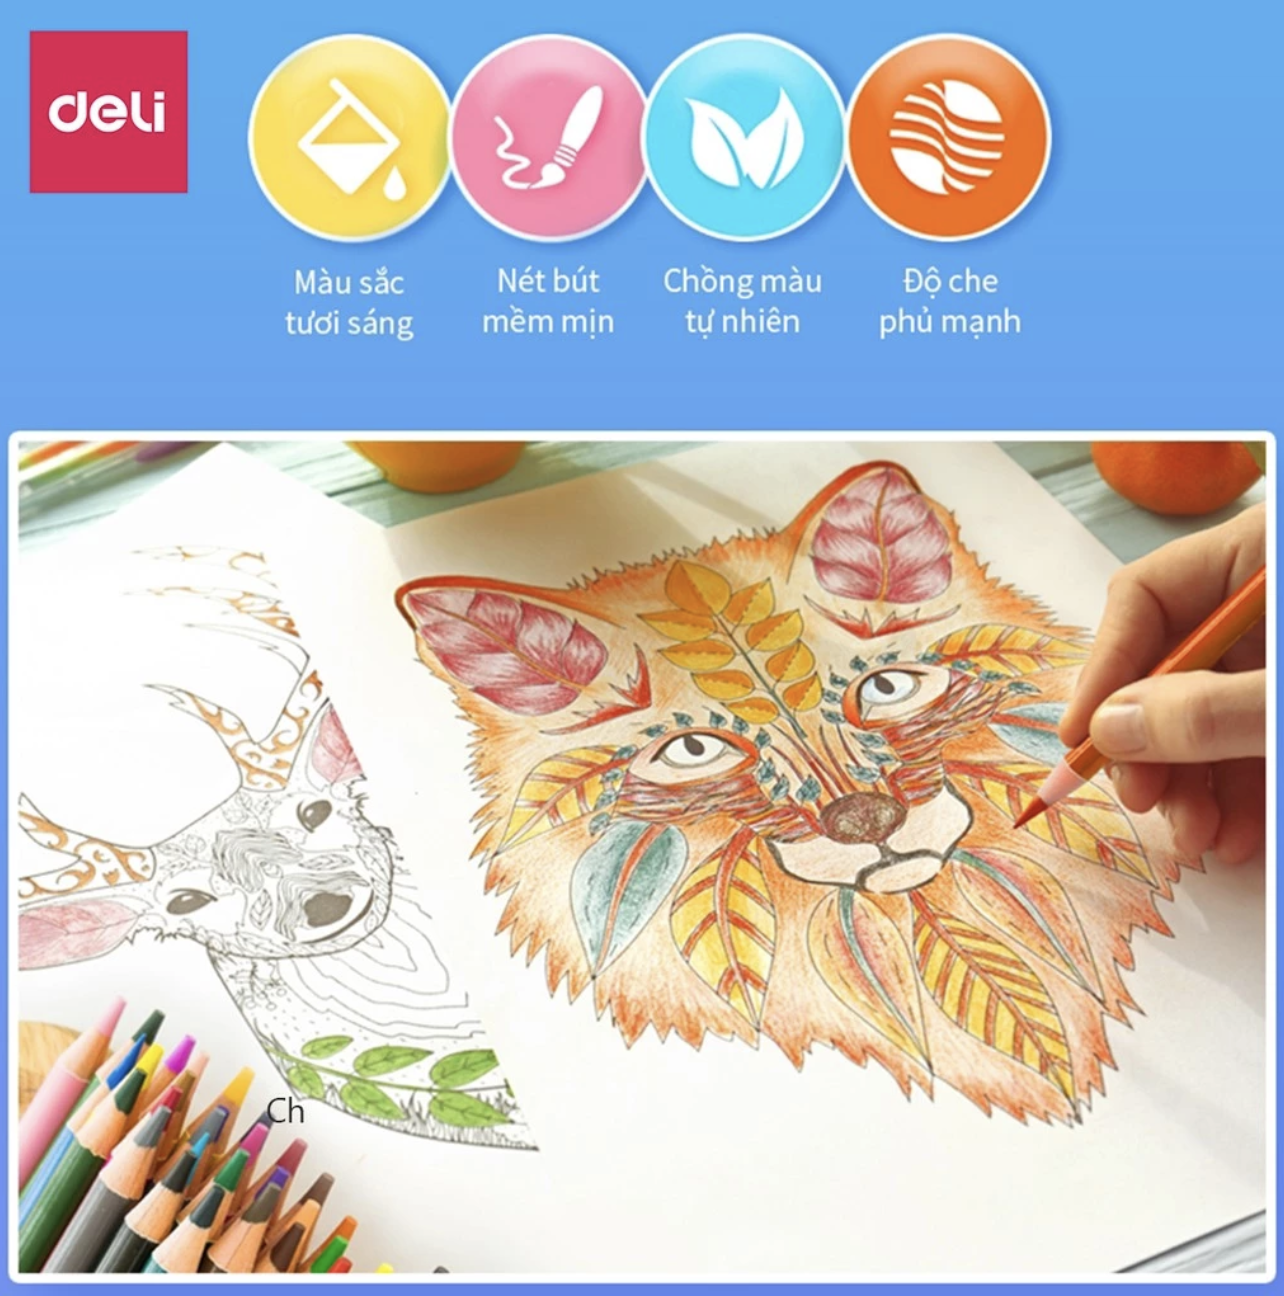 deli
Màu sắc
tươi sáng
Nét bút
mềm mịn
Chồng màu
tự nhiên
Độ che
phủ mạnh
Ch